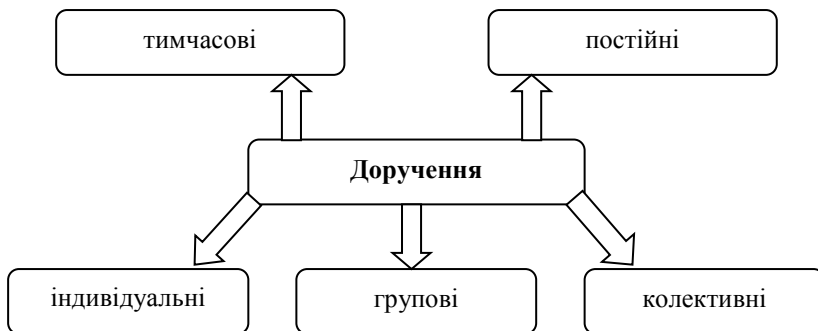 тимчасові
постійні
Доручення
індивідуальні
групові
колективні